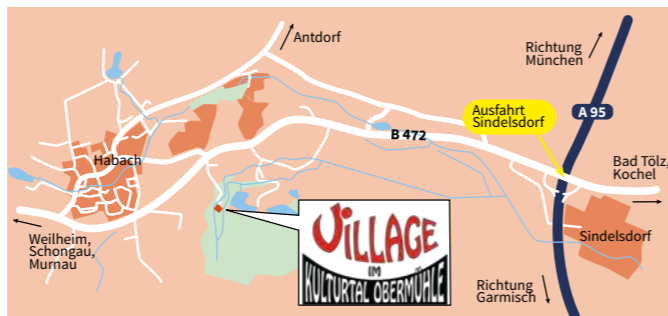 Antdorf
Richtung
München
Ausfahrt
Sindelsdorf
A 95
B 472
Habach
Bad Tölz,
Kochel
Weilheim,
Schongau,
Murnau
VILLAGE
IM
KULTURTAL OBERMÜHLE
Sindelsdorf
Richtung
Garmisch